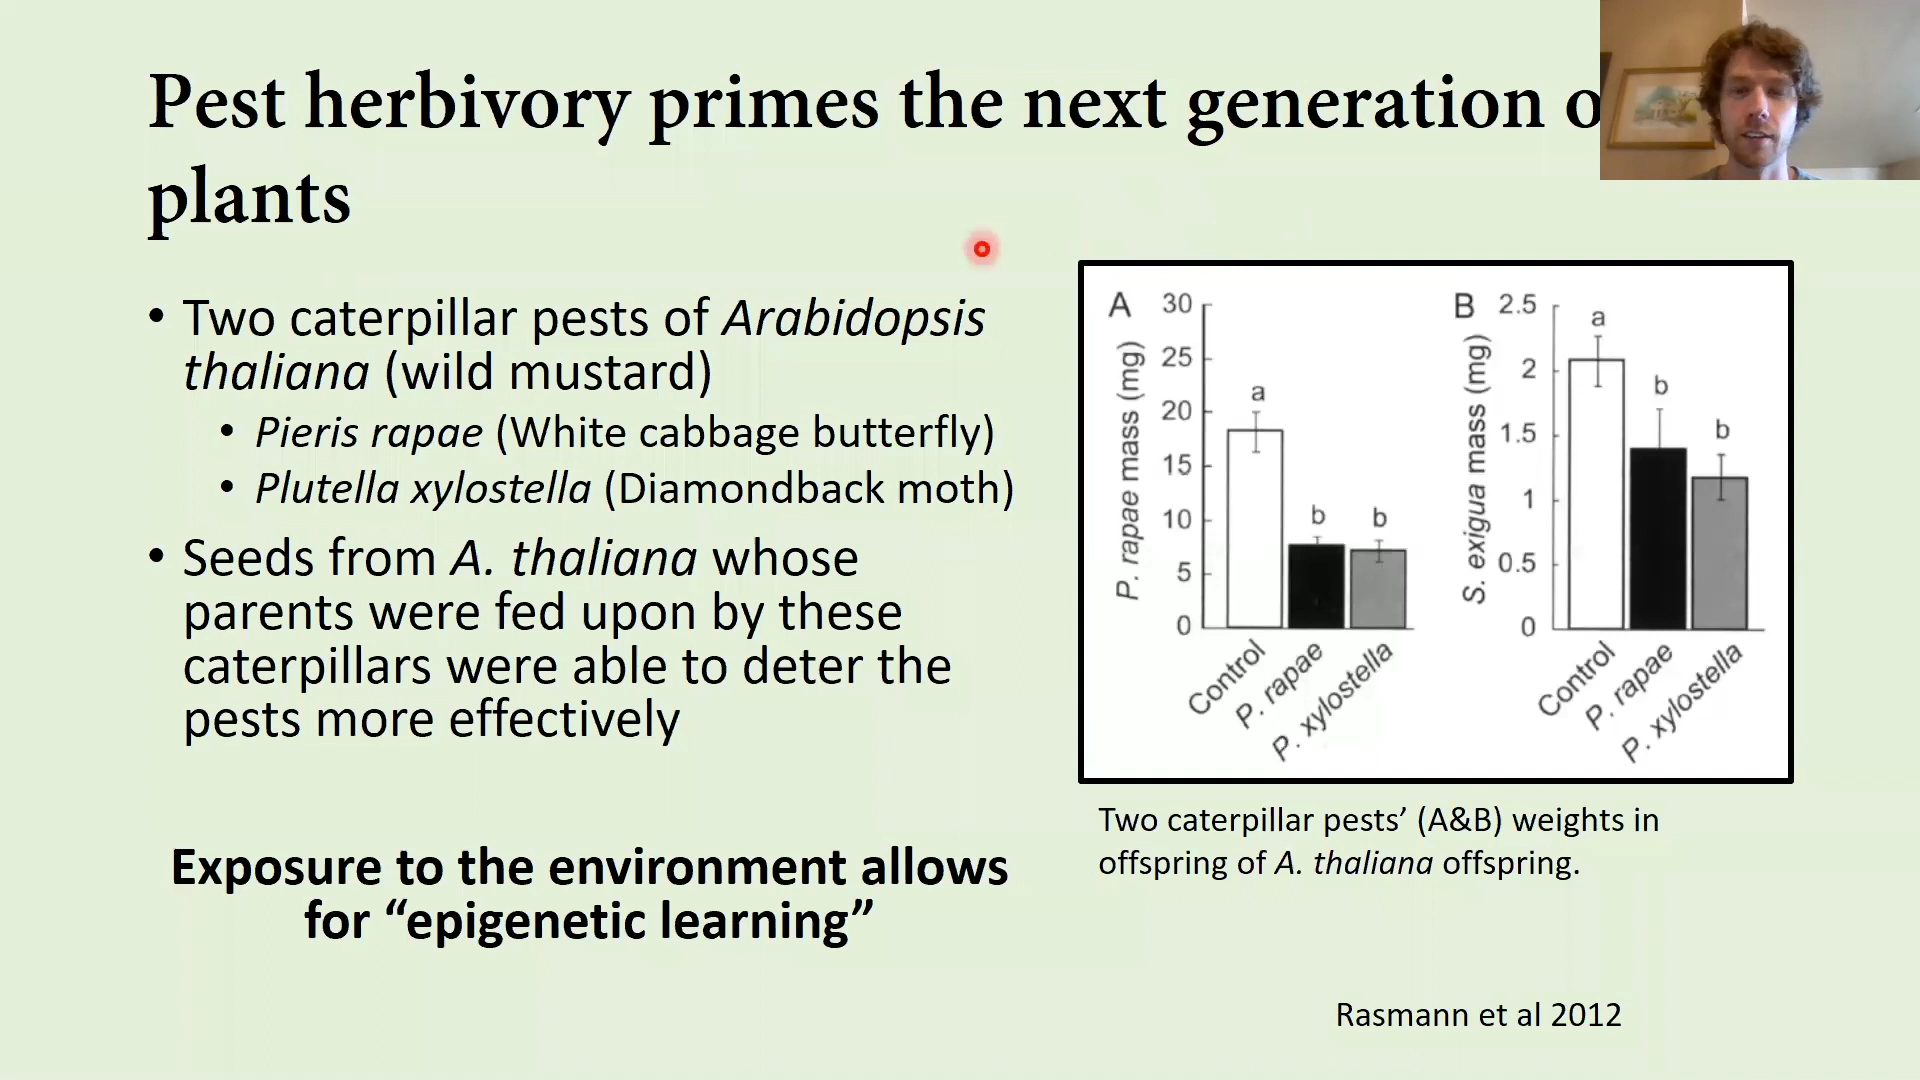 Pest herbivory primes the next generation o
plants
• Two caterpillar pests of Arabidopsis
thaliana (wild mustard)
• Pieris rapae (White cabbage butterfly)
• Plutella xylostella (Diamondback moth)
• Seeds from A. thaliana whose
parents were fed upon by these
caterpillars were able to deter the
pests more effectively
Exposure to the environment allows
for “epigenetic learning”
A
P. rapae mass (mg)
30
25
20
15
10
5
0
a
b
b
Control
P. rapae
P. xylostella
B
S. exigua mass (mg)
2.5
2
1.5
1
0.5
0
a
b
b
Control
P. rapae
P. xylostella
Two caterpillar pests’ (A&B) weights in
offspring of A. thaliana offspring.
Rasmann et al 2012